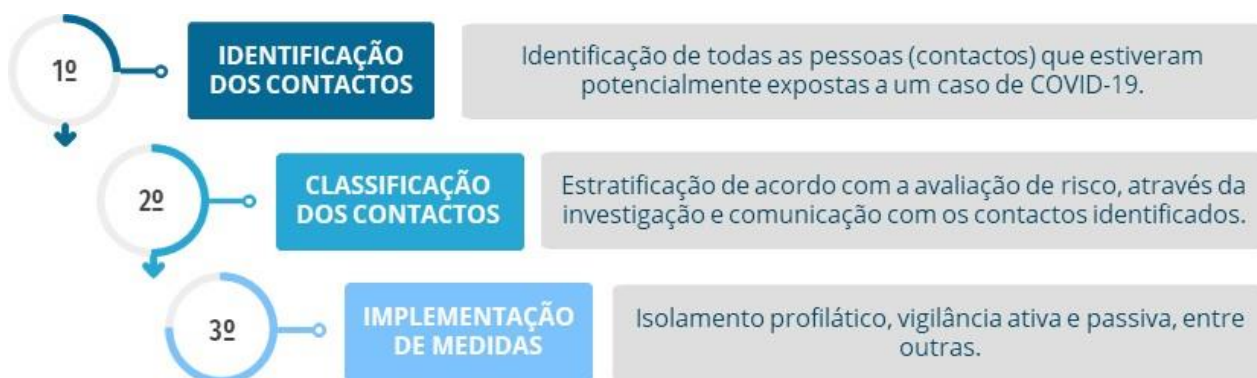 1º
IDENTIFICAÇÃO
DOS CONTACTOS
Identificação de todas as pessoas (contactos) que estiveram
potencialmente expostas a um caso de COVID-19.
2º
CLASSIFICAÇÃO
DOS CONTACTOS
Estratificação de acordo com a avaliação de risco, através da
investigação e comunicação com os contactos identificados.
3º
IMPLEMENTAÇÃO
DE MEDIDAS
Isolamento profilático, vigilância ativa e passiva, entre
outras.